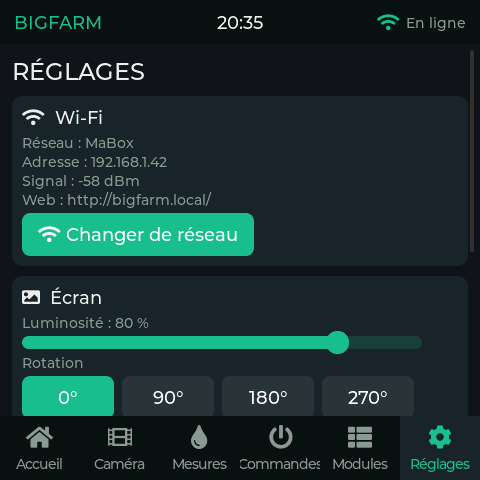 BIGFARM 20:35 En ligne
RÉGLAGES
Wi-Fi
Réseau : MaBox
Adresse : 192.168.1.42
Signal : -58 dBm
Web : http://bigfarm.local/
Changer de réseau
Écran
Luminosité : 80 %
Rotation
0° 90° 180° 270°
Accueil Caméra Mesures Commandes Modules Réglages